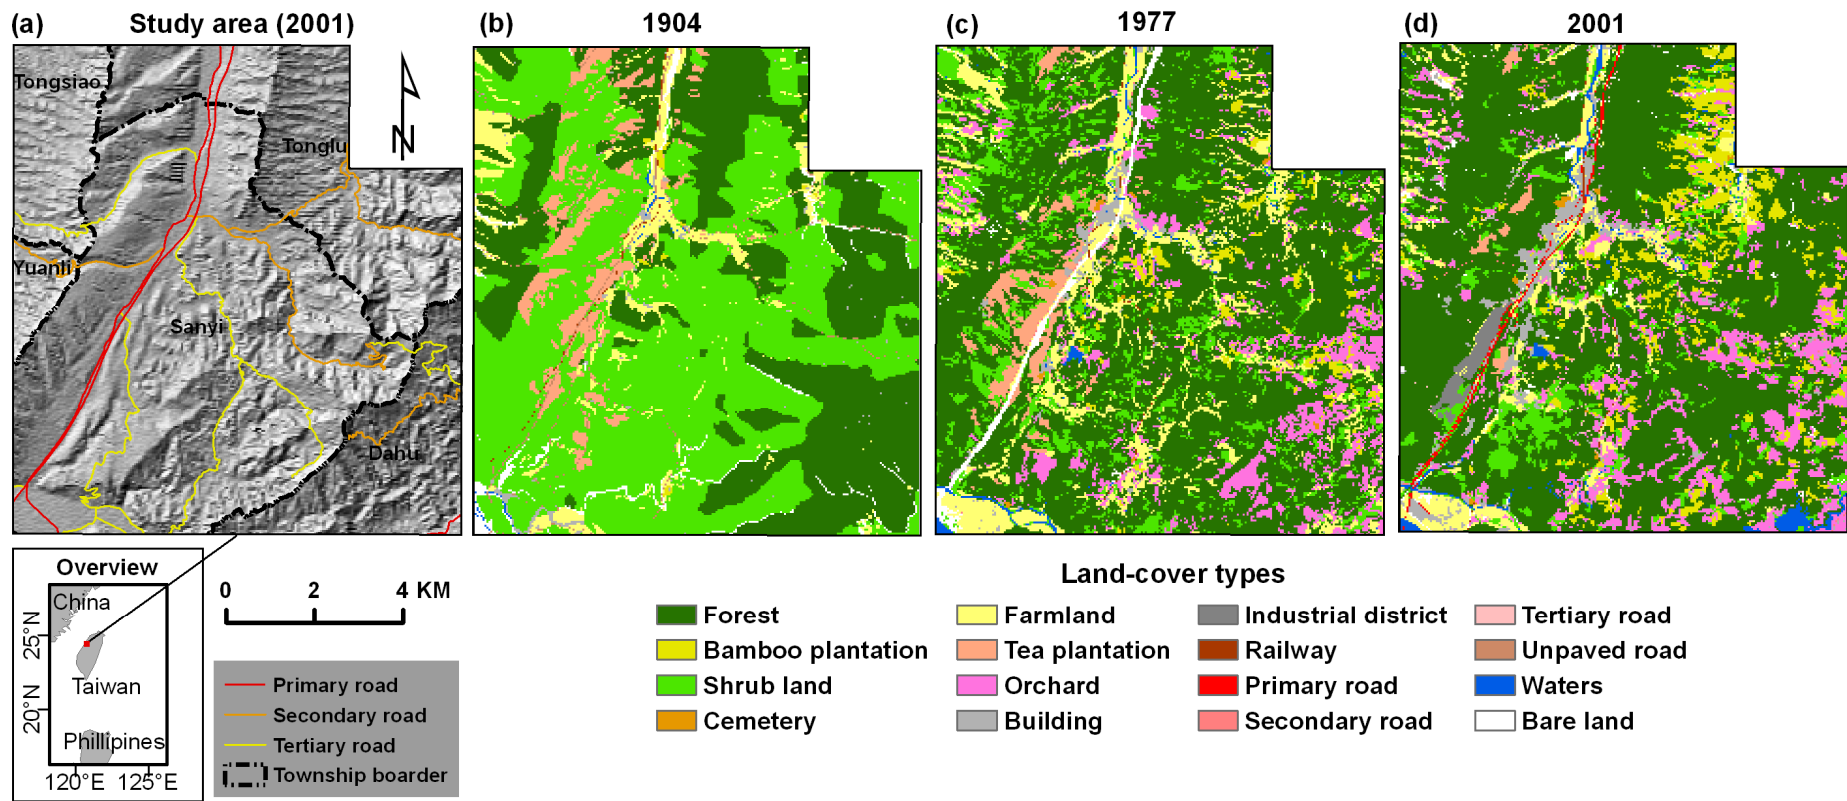 (a) Study area (2001)
(b) 1904
(c) 1977
(d) 2001
Tongsiao
N
Tonglu
Yuanli
Sanyi
Dahu
Overview
China
Taiwan
Phillipines
25°N
20°N
120°E 125°E
0 2 4 KM
Primary road
Secondary road
Tertiary road
Township boarder
Land-cover types
Forest
Bamboo plantation
Shrub land
Cemetery
Farmland
Tea plantation
Orchard
Building
Industrial district
Railway
Primary road
Secondary road
Tertiary road
Unpaved road
Waters
Bare land